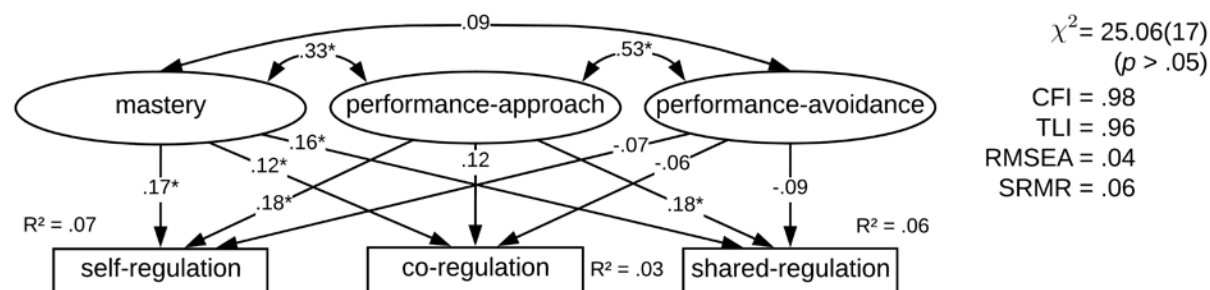 .09
.33*
.53*
mastery
performance-approach
performance-avoidance
.16*
.12*
.12
-.07
-.06
.17*
.18*
.18*
-.09
R² = .07
R² = .06
self-regulation
co-regulation
R² = .03
shared-regulation
χ²= 25.06(17)
(p > .05)
CFI = .98
TLI = .96
RMSEA = .04
SRMR = .06